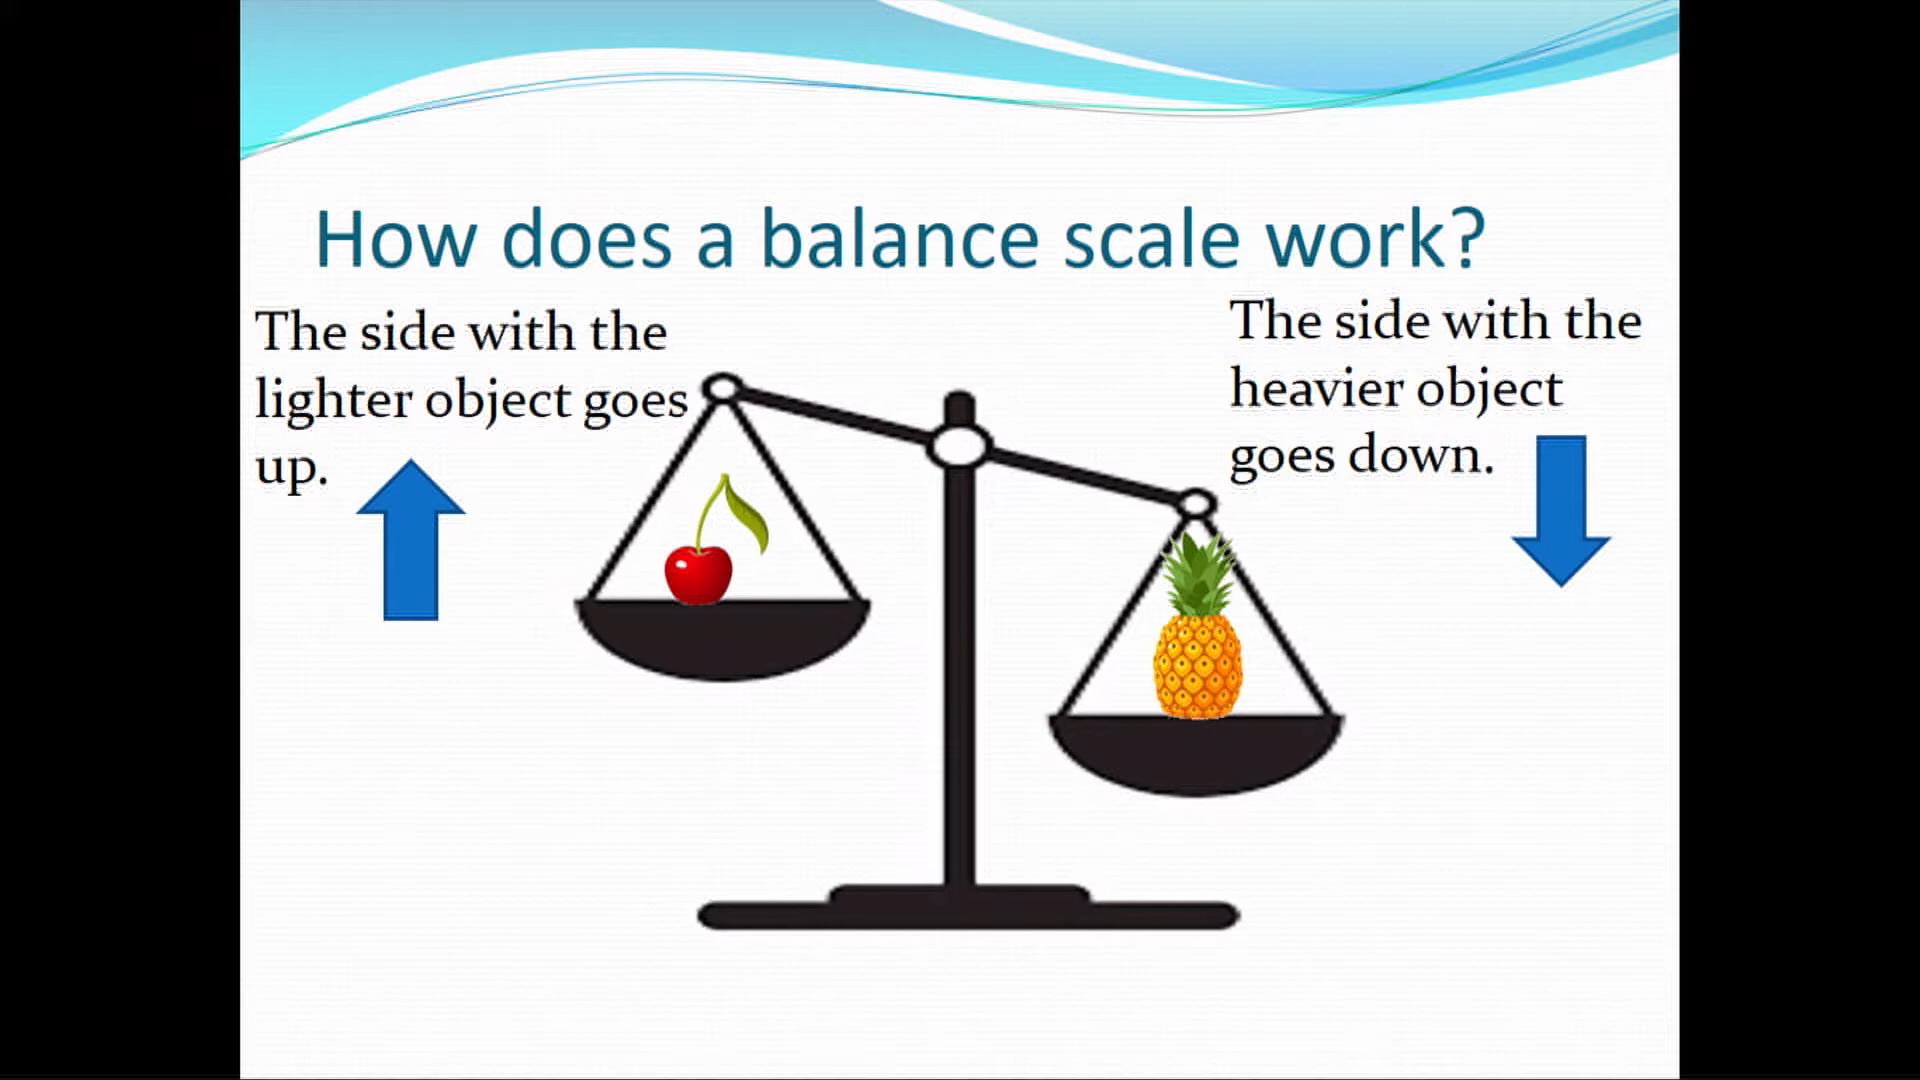 How does a balance scale work?
The side with the
lighter object goes
up.
The side with the
heavier object
goes down.